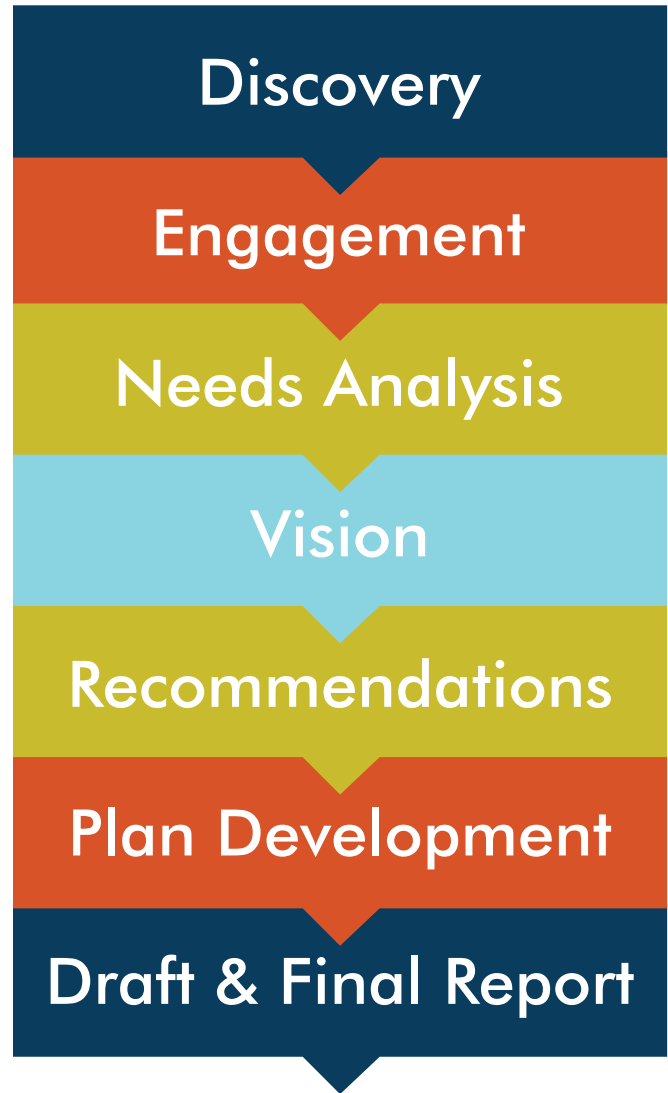 Discovery
Engagement
Needs Analysis
Vision
Recommendations
Plan Development
Draft & Final Report